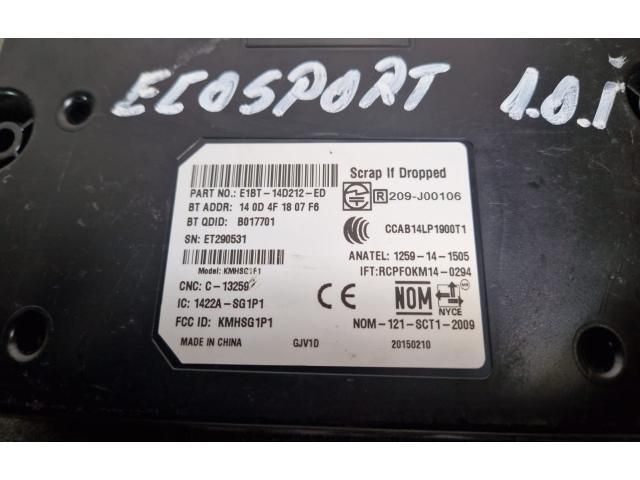 ECOSPORT 1.0.i
Scrap If Dropped
PART NO.: E1BT-14D212-ED
R 209-J00106
BT ADDR: 14 0D 4F 18 07 F6
BT QDID: B017701
CCAB14LP1900T1
SN: ET290531
ANATEL: 1259-14-1505
Model: KMHSG1P1
IFT:RCPFOKM14-0294
CNC: C-13259
CE NOM NYCE
IC: 1422A-SG1P1
FCC ID: KMHSG1P1
NOM-121-SCT1-2009
MADE IN CHINA GJV1D 20150210